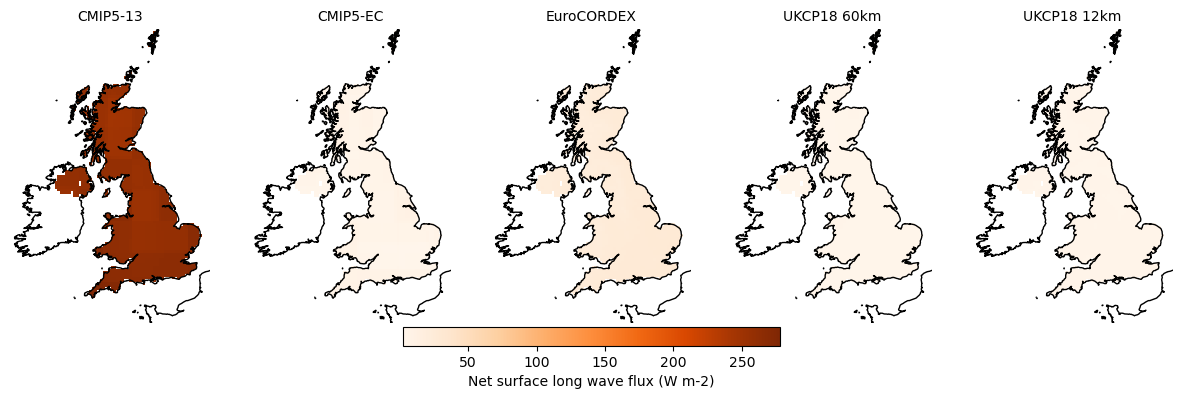 CMIP5-13 CMIP5-EC EuroCORDEX UKCP18 60km UKCP18 12km
50 100 150 200 250
Net surface long wave flux (W m-2)